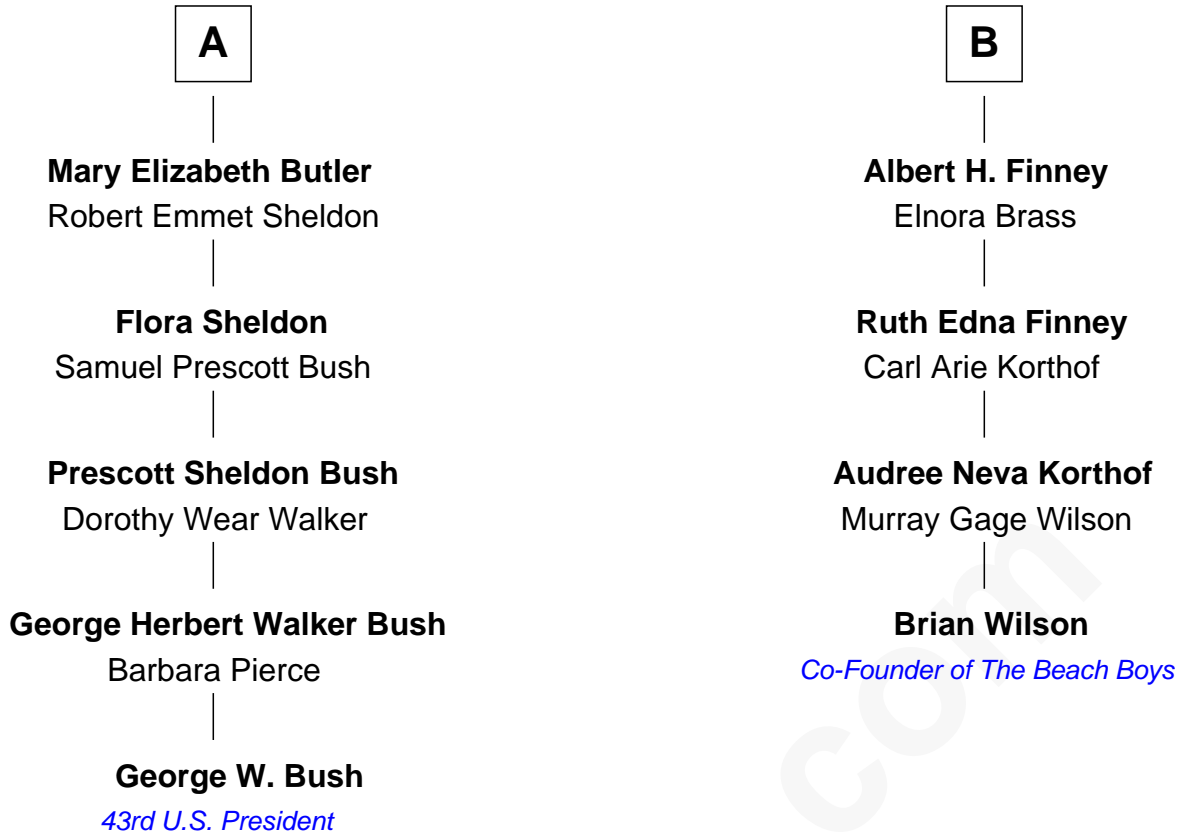 A
Mary Elizabeth Butler
Robert Emmet Sheldon
Flora Sheldon
Samuel Prescott Bush
Prescott Sheldon Bush
Dorothy Wear Walker
George Herbert Walker Bush
Barbara Pierce
George W. Bush
43rd U.S. President
B
Albert H. Finney
Elnora Brass
Ruth Edna Finney
Carl Arie Korthof
Audree Neva Korthof
Murray Gage Wilson
Brian Wilson
Co-Founder of The Beach Boys
com